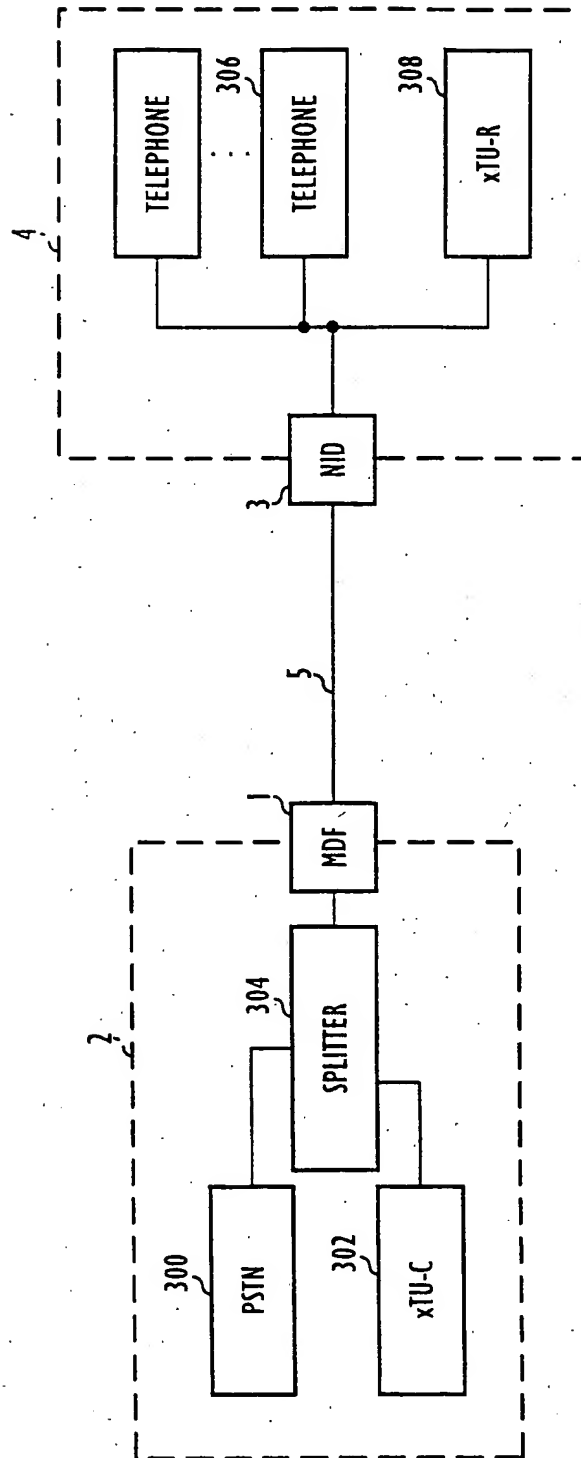 2
300
PSTN
302
xTU-C
304
SPLITTER
1
MDF
5
3
NID
4
TELEPHONE
306
TELEPHONE
308
xTU-R